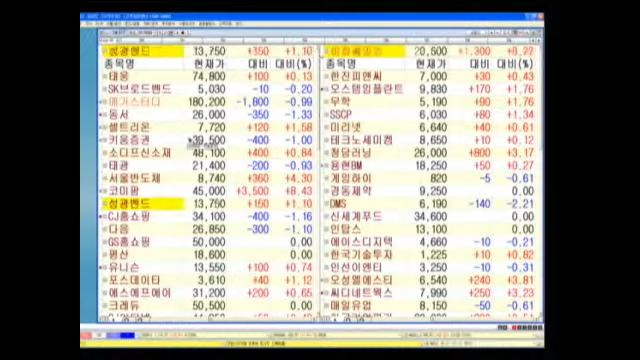 성광벤드 13,750 +150 +1.10 20,500 +1,300
종목명 현재가 대비 대비(%) 종목명 현재가 대비 대비(%)
태웅 74,800 +100 +0.13 한진피앤씨 7,000 +30 +0.43
SK브로드밴드 5,030 -10 -0.20 오스템임플란트 9,830 +170 +1.76
메가스터디 180,200 -1,800 -0.99 무학 5,190 +90 +1.76
동서 26,000 -350 -1.33 SSCP 6,030 +80 +1.34
셀트리온 7,720 +120 +1.58 미리넷 6,640 +40 +0.61
키움증권 39,500 -400 -1.00 테크노세미켐 8,650 +10 +0.12
소디프신소재 48,100 +400 +0.84 청담러닝 26,000 +800 +3.17
태광 21,400 -200 -0.93 용현BM 18,250 +50 +0.27
서울반도체 8,740 +360 +4.30 게임하이 820 -5 -0.61
코미팜 45,000 +3,500 +8.43 경동제약 9,250 0.00
성광벤드 13,750 +150 +1.10 DMS 6,190 -140 -2.21
CJ홈쇼핑 34,100 -400 -1.16 신세계푸드 34,600 0.00
다음 26,850 -300 -1.10 인탑스 13,100 0.00
GS홈쇼핑 50,000 0.00 에이스디지텍 4,660 -10 -0.21
평산 18,600 0.00 한국기술투자 1,225 +10 +0.82
유니슨 13,550 +100 +0.74 인선이엔티 3,250 -10 -0.31
포스데이타 3,610 +40 +1.12 오성엘에스티 6,540 +240 +3.81
에스에프에이 31,200 +200 +0.65 씨디네트웍스 7,990 +250 +3.23
크레듀 50,500 0.00 매일유업 8,150 -50 -0.61